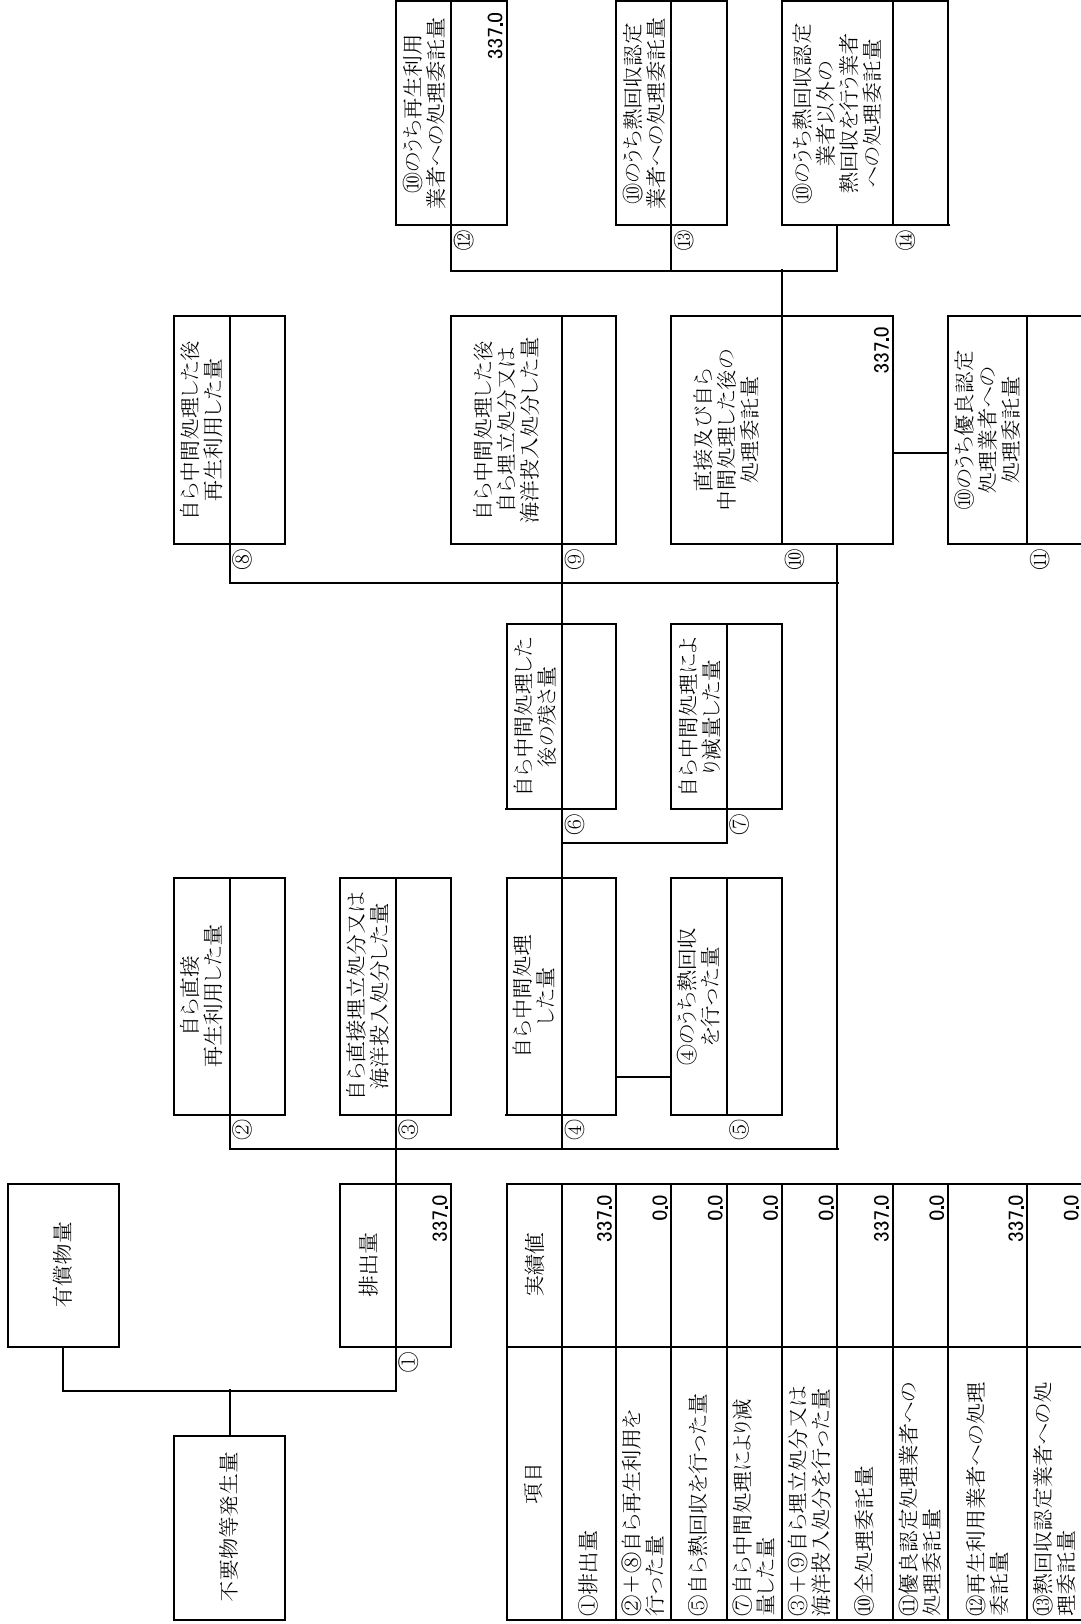 不要物等発生量
有償物量
排出量
①
337.0
②
自ら直接
再生利用した量
③
自ら直接埋立処分又は
海洋投入処分した量
④
自ら中間処理
した量
⑤
④のうち熱回収
を行った量
⑥
自ら中間処理した
後の残さ量
⑦
自ら中間処理によ
り減量した量
⑧
自ら中間処理した後
再生利用した量
⑨
自ら中間処理した後
自ら埋立処分又は
海洋投入処分した量
⑩
直接及び自ら
中間処理した後の
処理委託量
337.0
⑪
⑩のうち優良認定
処理業者への
処理委託量
⑫
⑩のうち再生利用
業者への処理委託量
337.0
⑬
⑩のうち熱回収認定
業者への処理委託量
⑭
⑩のうち熱回収認定
業者以外の
熱回収を行う業者
への処理委託量
項目 実績値
①排出量 337.0
②+⑧自ら再生利用を
行った量 0.0
⑤自ら熱回収を行った量 0.0
⑦自ら中間処理により減
量した量 0.0
③+⑨自ら埋立処分又は
海洋投入処分を行った量 0.0
⑩全処理委託量 337.0
⑪優良認定処理業者への
処理委託量 0.0
⑫再生利用業者への処理
委託量 337.0
⑬熱回収認定業者への処
理委託量 0.0